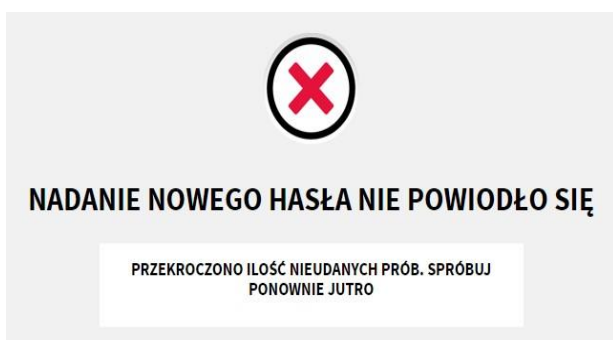 NADANIE NOWEGO HASŁA NIE POWIODŁO SIĘ
PRZEKROCZONO ILOŚĆ NIEUDANYCH PRÓB. SPRÓBUJ
PONOWNIE JUTRO